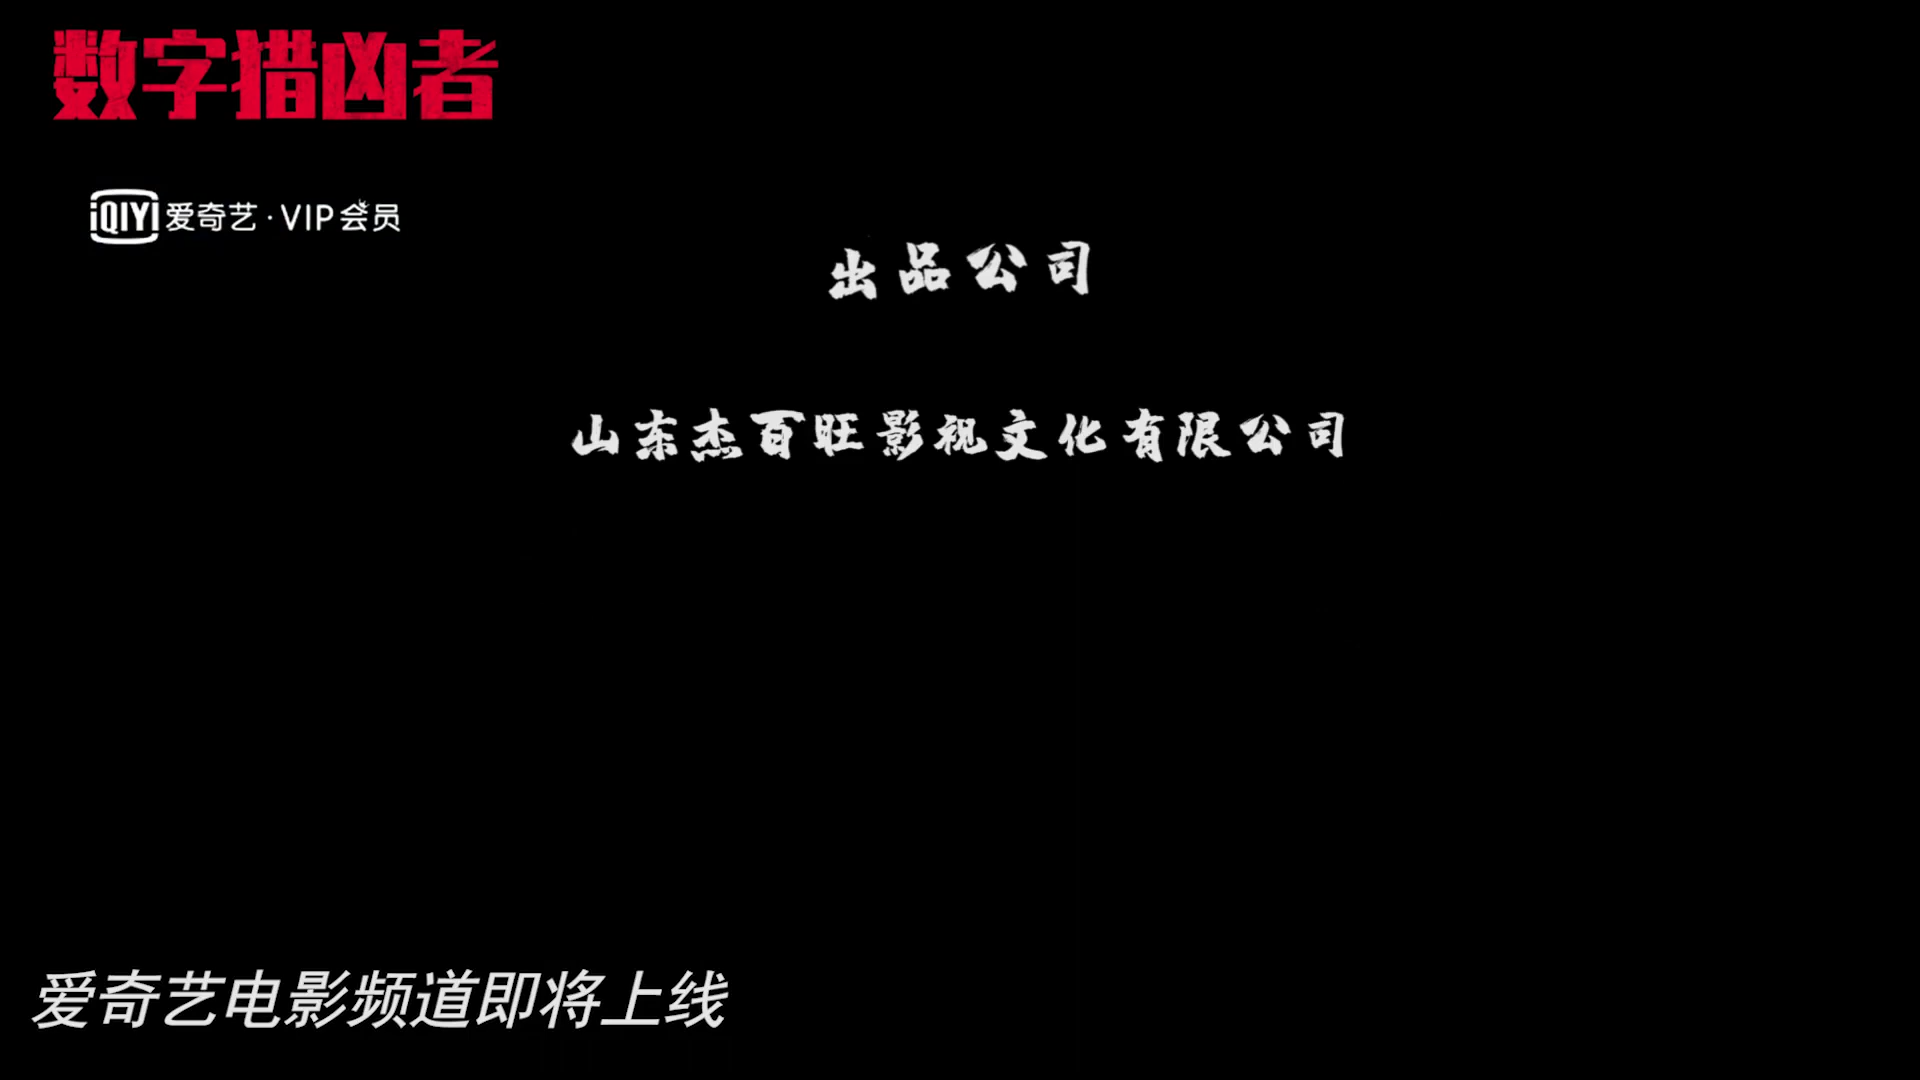 数字猎凶者
iQIYI 爱奇艺·VIP会员
出品公司
山东杰百旺影视文化有限公司
爱奇艺电影频道即将上线